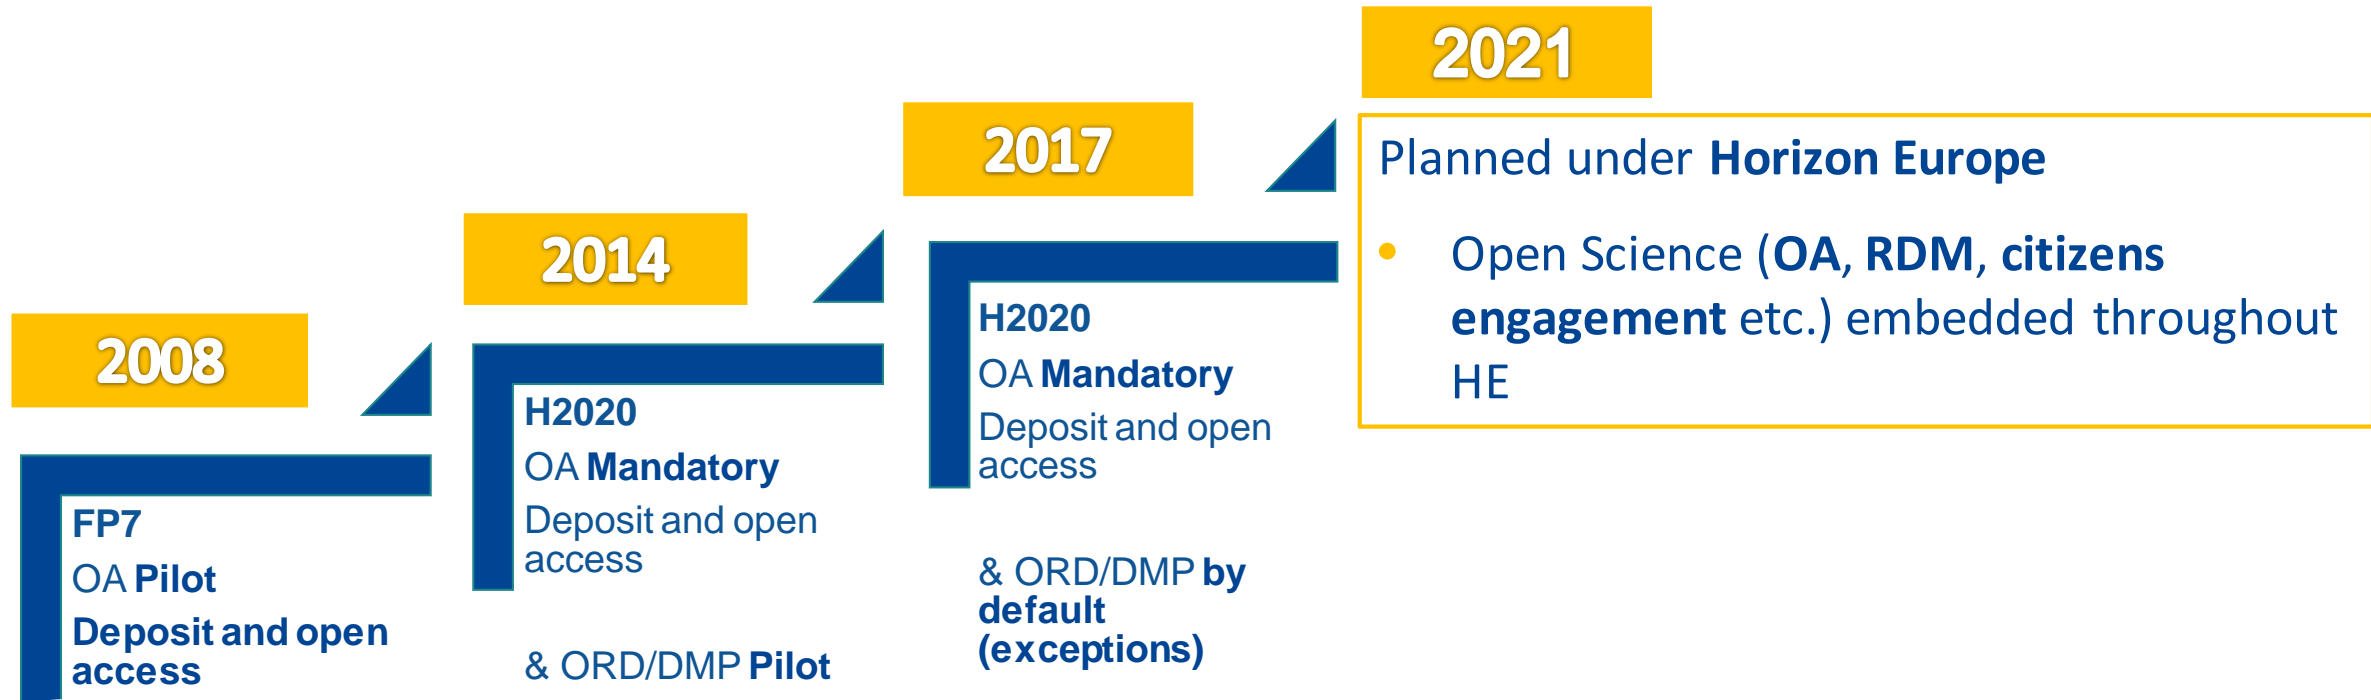 2008
FP7
OA Pilot
Deposit and open
access
2014
H2020
OA Mandatory
Deposit and open
access
& ORD/DMP Pilot
2017
H2020
OA Mandatory
Deposit and open
access
& ORD/DMP by
default
(exceptions)
2021
Planned under Horizon Europe
• Open Science (OA, RDM, citizens
engagement etc.) embedded throughout
HE